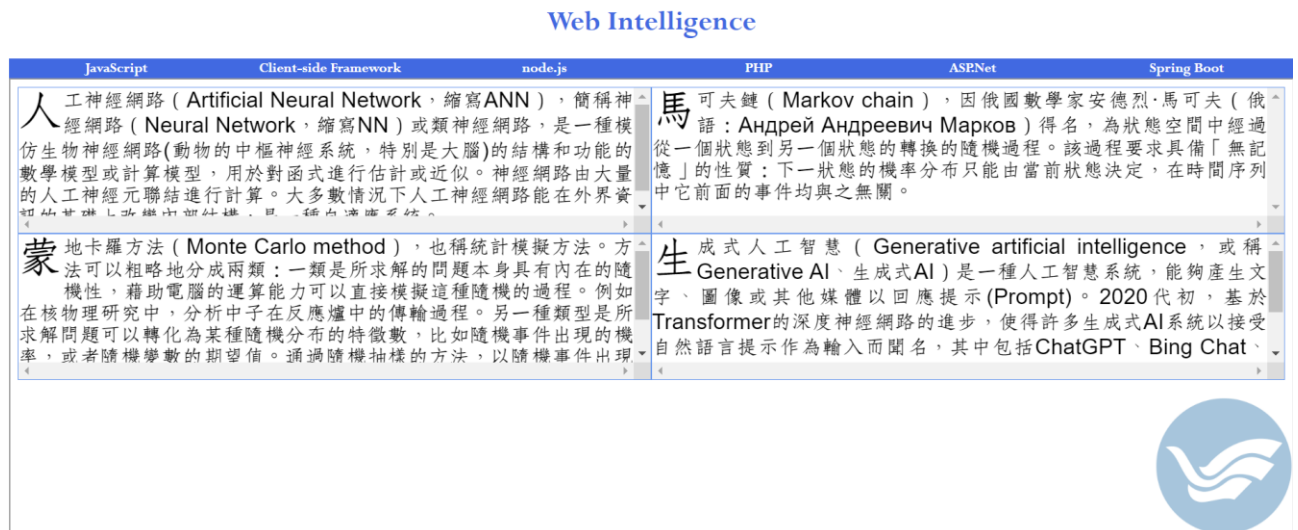 Web Intelligence
JavaScript Client-side Framework node.js PHP ASP.Net Spring Boot
人工神經網路（Artificial Neural Network，縮寫ANN），簡稱神
經網路（Neural Network，縮寫NN）或類神經網路，是一種模
仿生物神經網路(動物的中樞神經系統，特別是大腦)的結構和功能的
數學模型或計算模型，用於對函式進行估計或近似。神經網路由大量
的人工神經元聯結進行計算。大多數情況下人工神經網路能在外界資
訊的基礎上改變內部結構，是一種自適應系統。
馬可夫鏈（Markov chain），因俄國數學家安德烈·馬可夫（俄
語：Андрей Андреевич Марков）得名，為狀態空間中經過
從一個狀態到另一個狀態的轉換的隨機過程。該過程要求具備「無記
憶」的性質：下一狀態的機率分布只能由當前狀態決定，在時間序列
中它前面的事件均與之無關。
蒙地卡羅方法（Monte Carlo method），也稱統計模擬方法。方
法可以粗略地分成兩類：一類是所求解的問題本身具有內在的隨
機性，藉助電腦的運算能力可以直接模擬這種隨機的過程。例如
在核物理研究中，分析中子在反應爐中的傳輸過程。另一種類型是所
求解問題可以轉化為某種隨機分布的特徵數，比如隨機事件出現的機
率，或者隨機變數的期望值。通過隨機抽樣的方法，以隨機事件出現
生成式人工智慧（Generative artificial intelligence，或稱
Generative AI、生成式AI）是一種人工智慧系統，能夠產生文
字、圖像或其他媒體以回應提示(Prompt)。2020代初，基於
Transformer的深度神經網路的進步，使得許多生成式AI系統以接受
自然語言提示作為輸入而聞名，其中包括ChatGPT、Bing Chat、